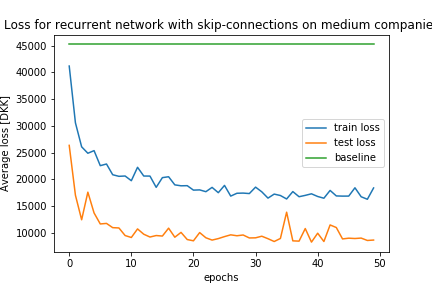 Loss for recurrent network with skip-connections on medium companie
Average loss [DKK]
45000
40000
35000
30000
25000
20000
15000
10000
train loss
test loss
baseline
0 10 20 30 40 50
epochs